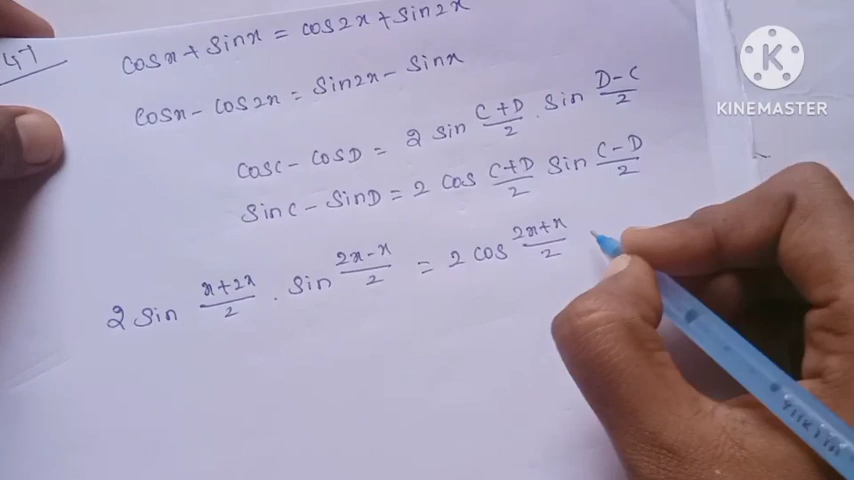 47
cosx + sinx = cos2x + sin2x
cosx - cos2x = sin2x - sinx
cosC - cosD = 2 sin (C+D)/2 . sin (D-C)/2
sinC - sinD = 2 cos (C+D)/2 sin (C-D)/2
2 sin (x+2x)/2 . sin (2x-x)/2 = 2 cos (2x+x)/2
KINEMASTER